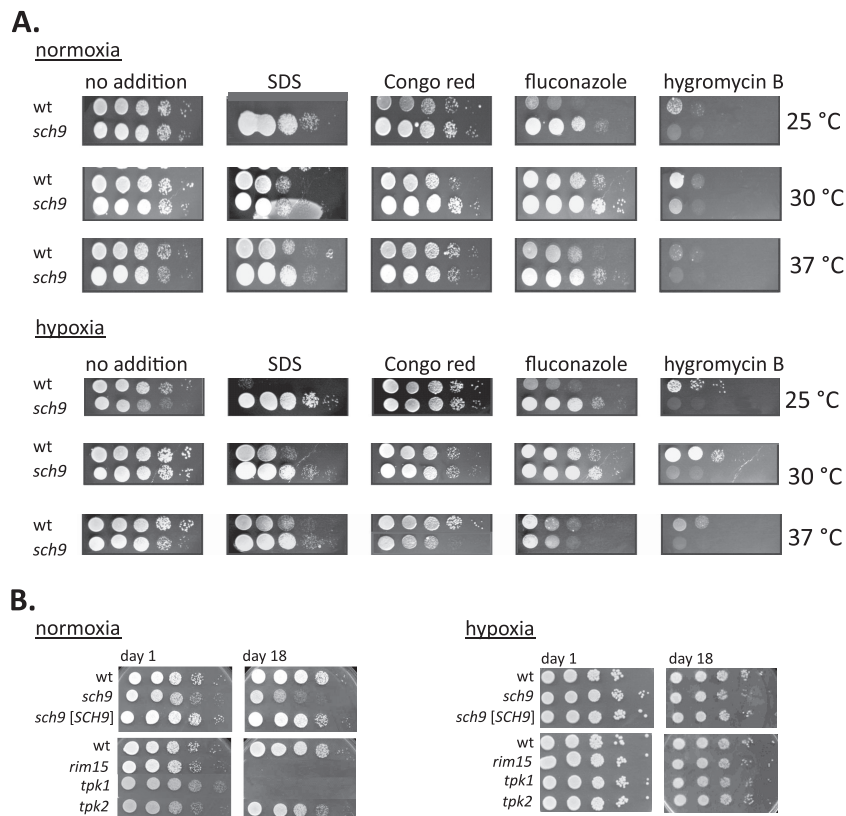 A.
normoxia
no addition SDS Congo red fluconazole hygromycin B
wt
sch9
25 °C
wt
sch9
30 °C
wt
sch9
37 °C
hypoxia
no addition SDS Congo red fluconazole hygromycin B
wt
sch9
25 °C
wt
sch9
30 °C
wt
sch9
37 °C
B.
normoxia
day 1 day 18
wt
sch9
sch9 [SCH9]
wt
rim15
tpk1
tpk2
hypoxia
day 1 day 18
wt
sch9
sch9 [SCH9]
wt
rim15
tpk1
tpk2